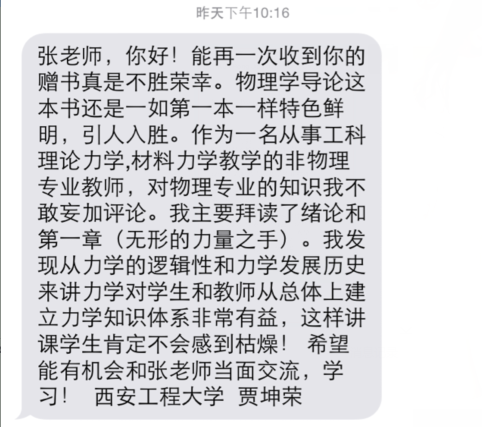 昨天下午10:16
张老师，你好！能再一次收到你的
赠书真是不胜荣幸。物理学导论这
本书还是一如第一本一样特色鲜
明，引人入胜。作为一名从事工科
理论力学,材料力学教学的非物理
专业教师，对物理专业的知识我不
敢妄加评论。我主要拜读了绪论和
第一章（无形的力量之手）。我发
现从力学的逻辑性和力学发展历史
来讲力学对学生和教师从总体上建
立力学知识体系非常有益，这样讲
课学生肯定不会感到枯燥！ 希望
能有机会和张老师当面交流，学
习！  西安工程大学  贾坤荣